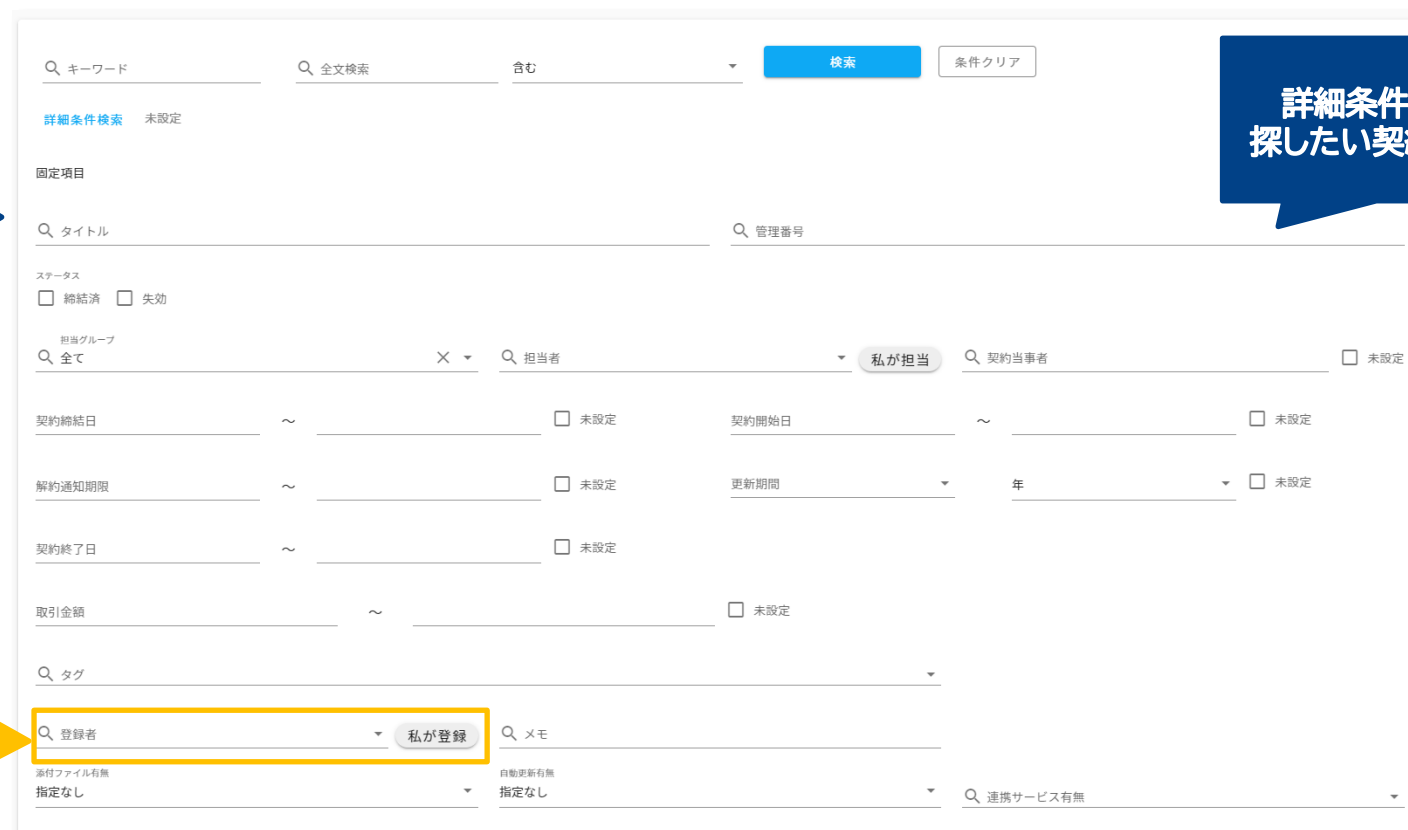 キーワード
全文検索
含む
検索
条件クリア
詳細条件
探したい契
詳細条件検索 未設定
固定項目
タイトル
管理番号
ステータス
締結済 失効
担当グループ
全て
担当者
私が担当
契約当事者
未設定
契約締結日 ～ 未設定
契約開始日 ～ 未設定
解約通知期限 ～ 未設定
更新期間 年 未設定
契約終了日 ～ 未設定
取引金額 ～ 未設定
タグ
登録者 私が登録
メモ
添付ファイル有無
指定なし
自動更新有無
指定なし
連携サービス有無